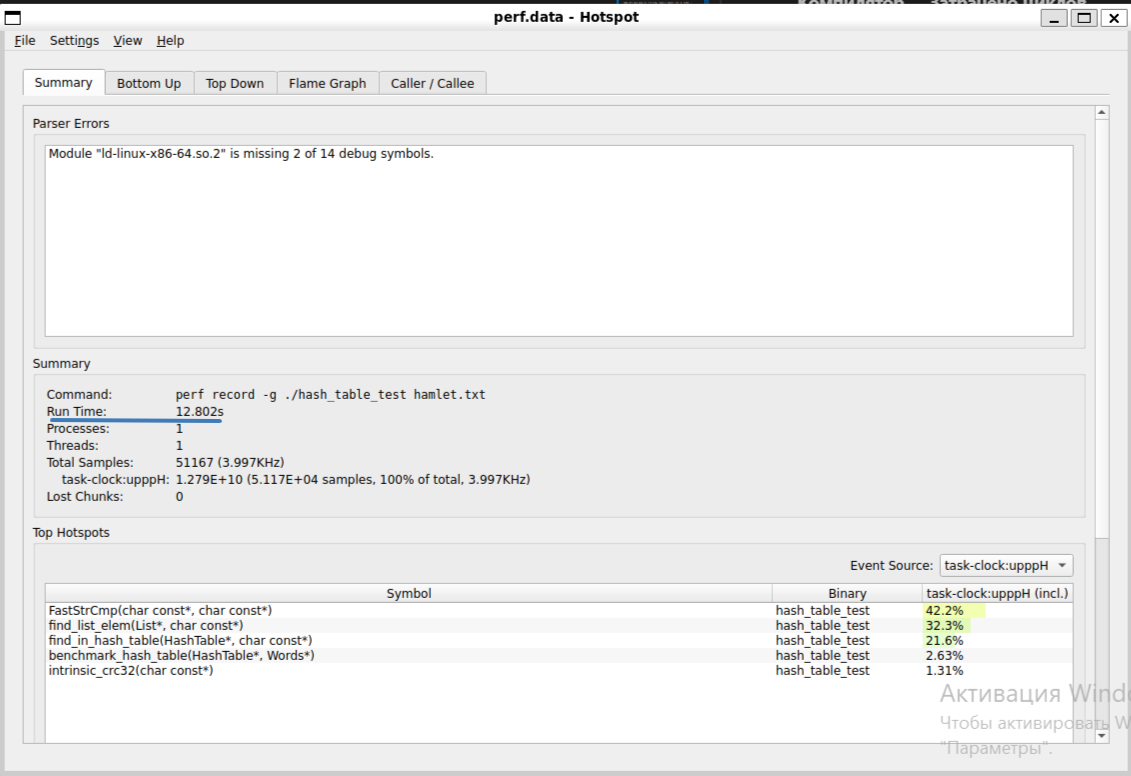 Компилятор Затрачено циклов
perf.data - Hotspot
File Settings View Help
Summary Bottom Up Top Down Flame Graph Caller / Callee
Parser Errors
Module "ld-linux-x86-64.so.2" is missing 2 of 14 debug symbols.
Summary
Command: perf record -g ./hash_table_test hamlet.txt
Run Time: 12.802s
Processes: 1
Threads: 1
Total Samples: 51167 (3.997KHz)
task-clock:upppH: 1.279E+10 (5.117E+04 samples, 100% of total, 3.997KHz)
Lost Chunks: 0
Top Hotspots
Event Source: task-clock:upppH
Symbol Binary task-clock:upppH (incl.)
FastStrCmp(char const*, char const*) hash_table_test 42.2%
find_list_elem(List*, char const*) hash_table_test 32.3%
find_in_hash_table(HashTable*, char const*) hash_table_test 21.6%
benchmark_hash_table(HashTable*, Words*) hash_table_test 2.63%
intrinsic_crc32(char const*) hash_table_test 1.31%
Активация Windo
Чтобы активировать W
"Параметры".